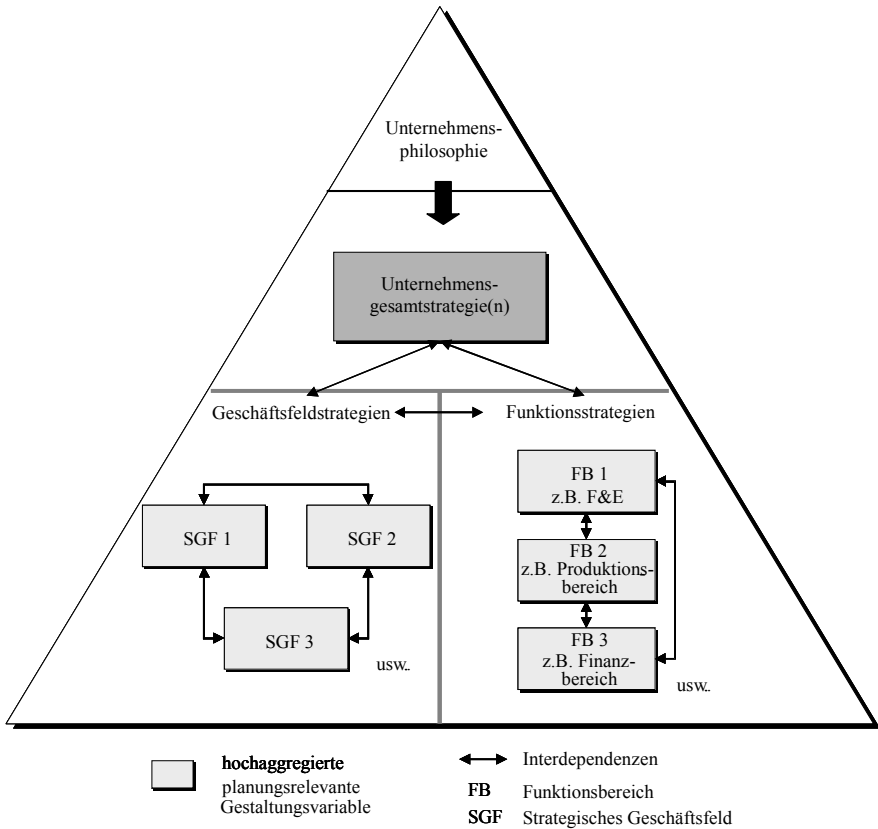 Unternehmens-
philosophie
Unternehmens-
gesamtstrategie(n)
Geschäftsfeldstrategien
Funktionsstrategien
SGF 1
SGF 2
SGF 3
usw..
FB 1
z.B. F&E
FB 2
z.B. Produktions-
bereich
FB 3
z.B. Finanz-
bereich
usw..
hochaggregierte
planungsrelevante
Gestaltungsvariable
Interdependenzen
FB Funktionsbereich
SGF Strategisches Geschäftsfeld